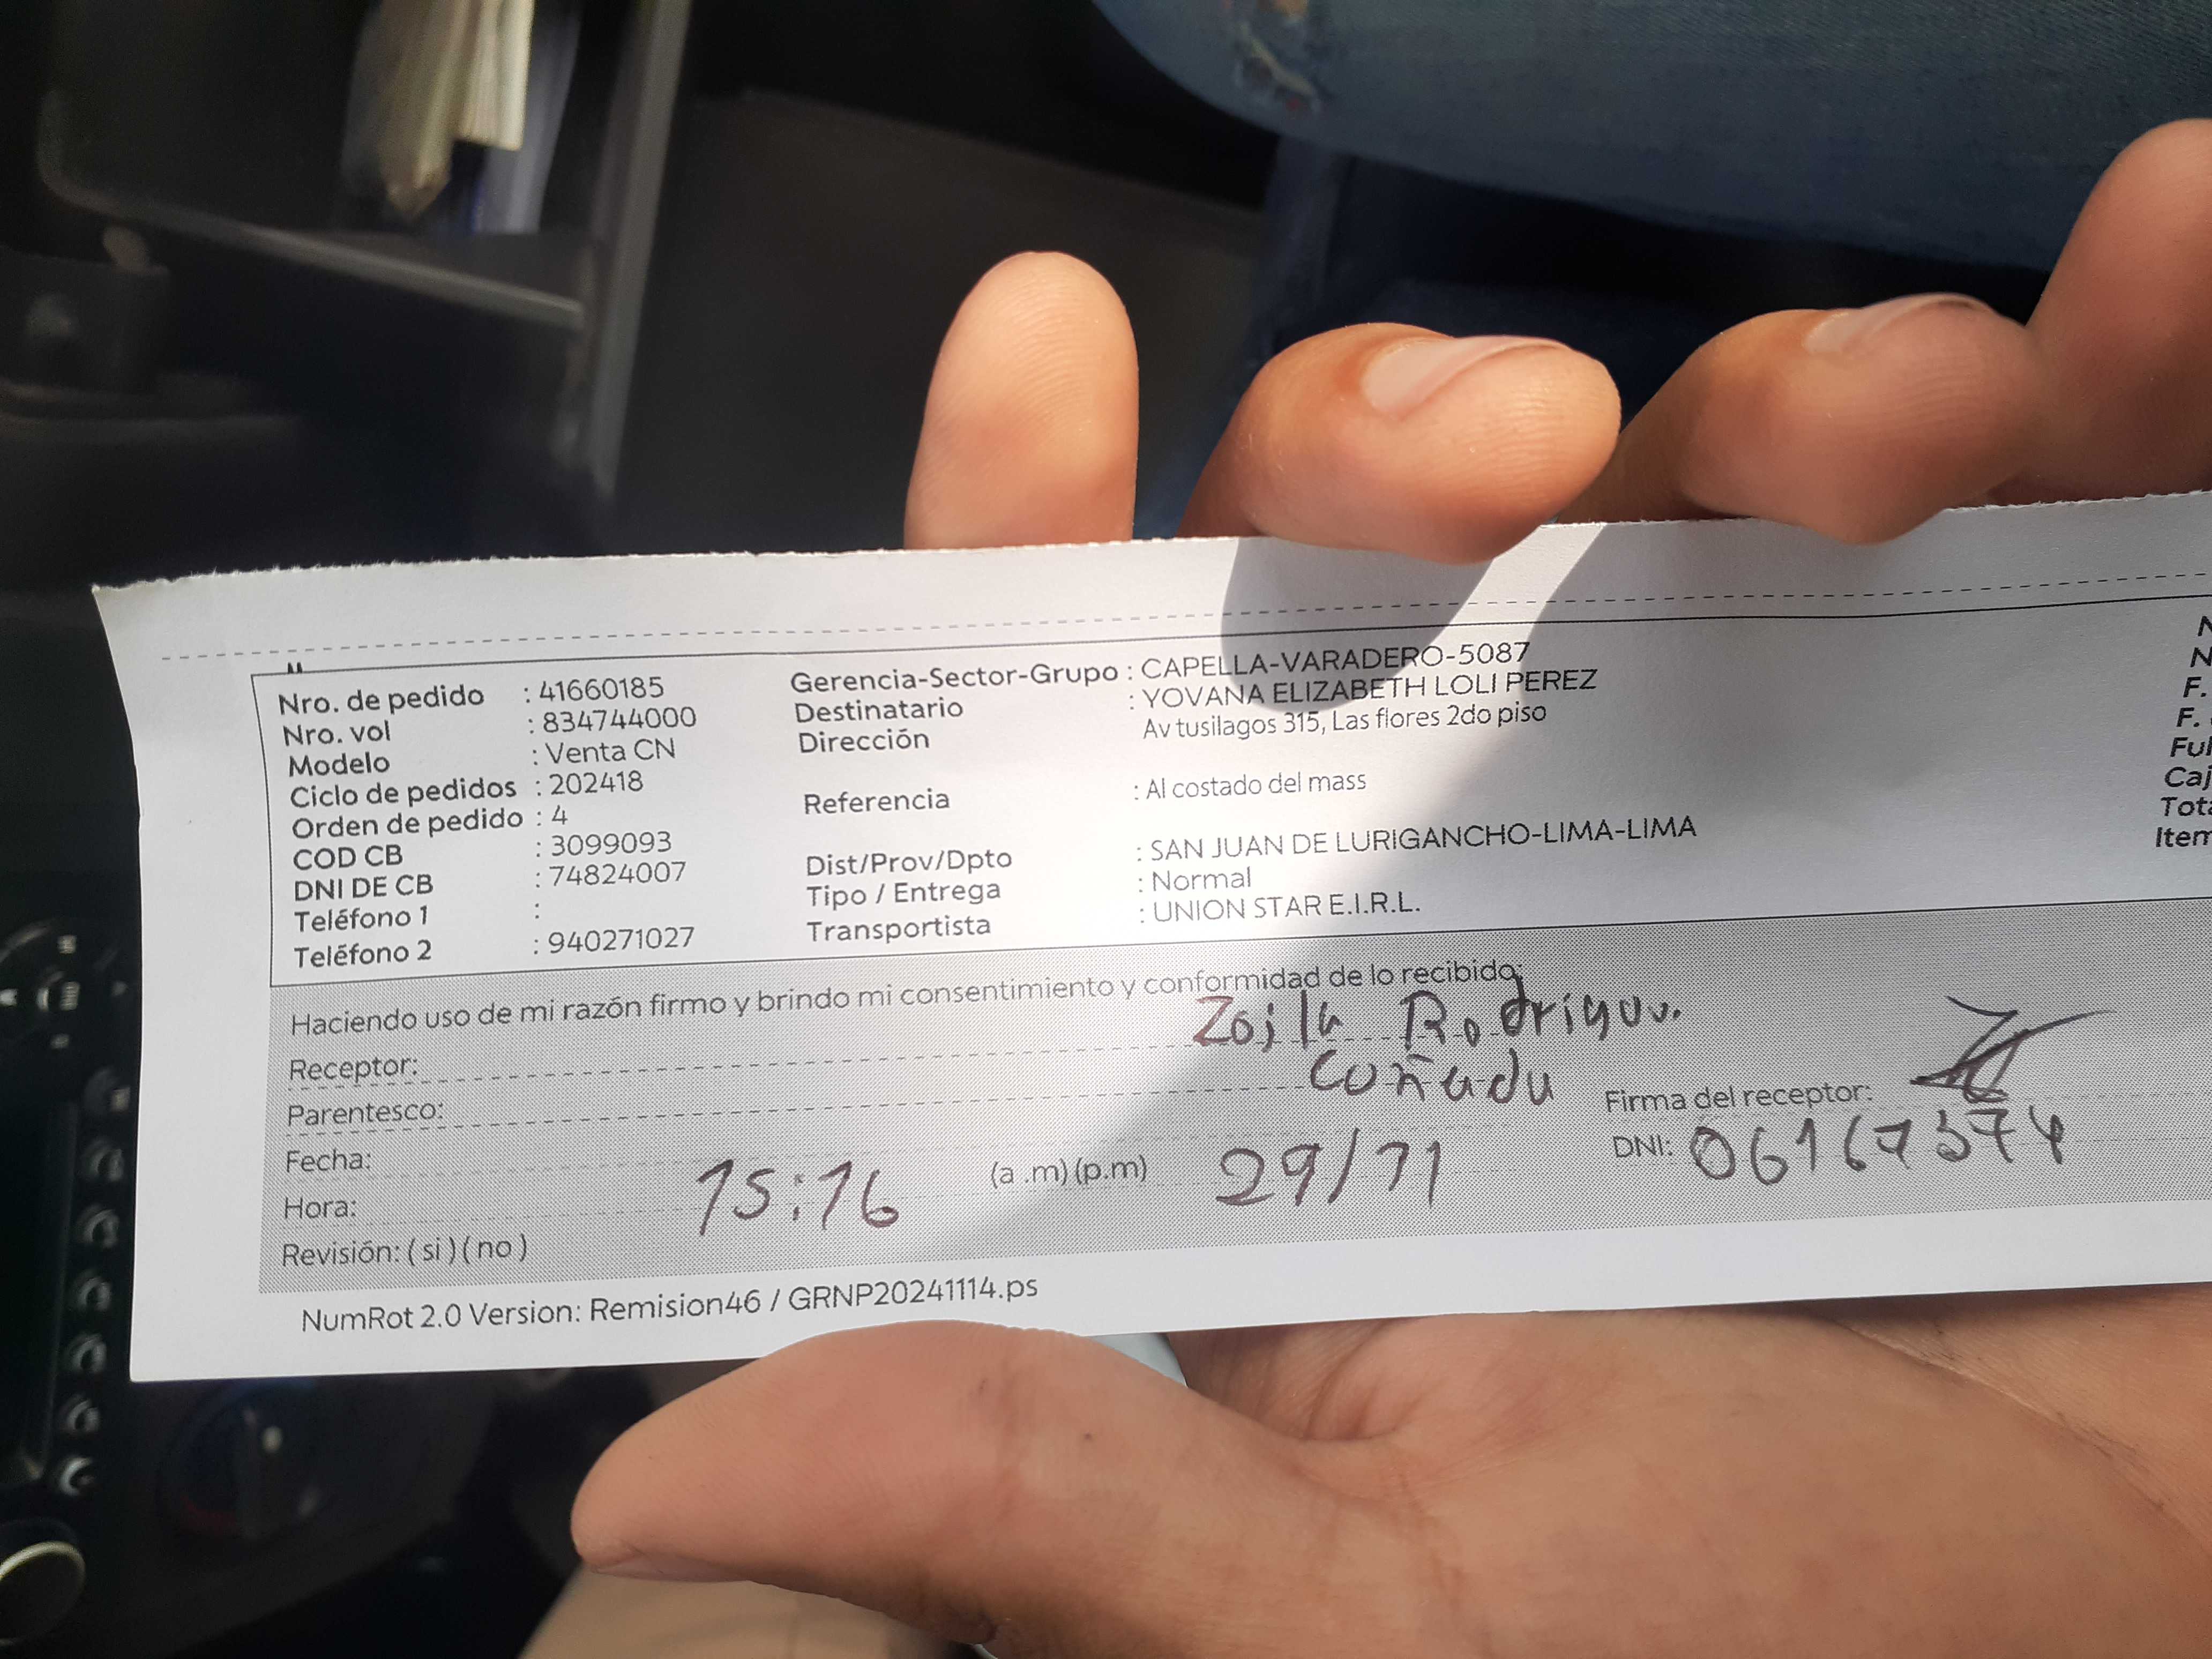 Nro. de pedido : 41660185
Nro. vol : 834744000
Modelo : Venta CN
Ciclo de pedidos : 202418
Orden de pedido : 4
COD CB : 3099093
DNI DE CB : 74824007
Teléfono 1 :
Teléfono 2 : 940271027
Gerencia-Sector-Grupo : CAPELLA-VARADERO-5087
Destinatario : YOVANA ELIZABETH LOLI PEREZ
Dirección Av tusilagos 315, Las flores 2do piso
Referencia : Al costado del mass
Dist/Prov/Dpto : SAN JUAN DE LURIGANCHO-LIMA-LIMA
Tipo / Entrega : Normal
Transportista : UNION STAR E.I.R.L.
N
N
F.
F.
Ful
Caj
Tota
Item
Haciendo uso de mi razón firmo y brindo mi consentimiento y conformidad de lo recibido:
Receptor: Zoila
Parentesco: Cuñada
Firma del receptor:
Fecha:
DNI:
Hora: 15:16 (a .m) (p.m) 29/11
Revisión: ( si ) ( no )
NumRot 2.0 Version: Remision46 / GRNP20241114.ps